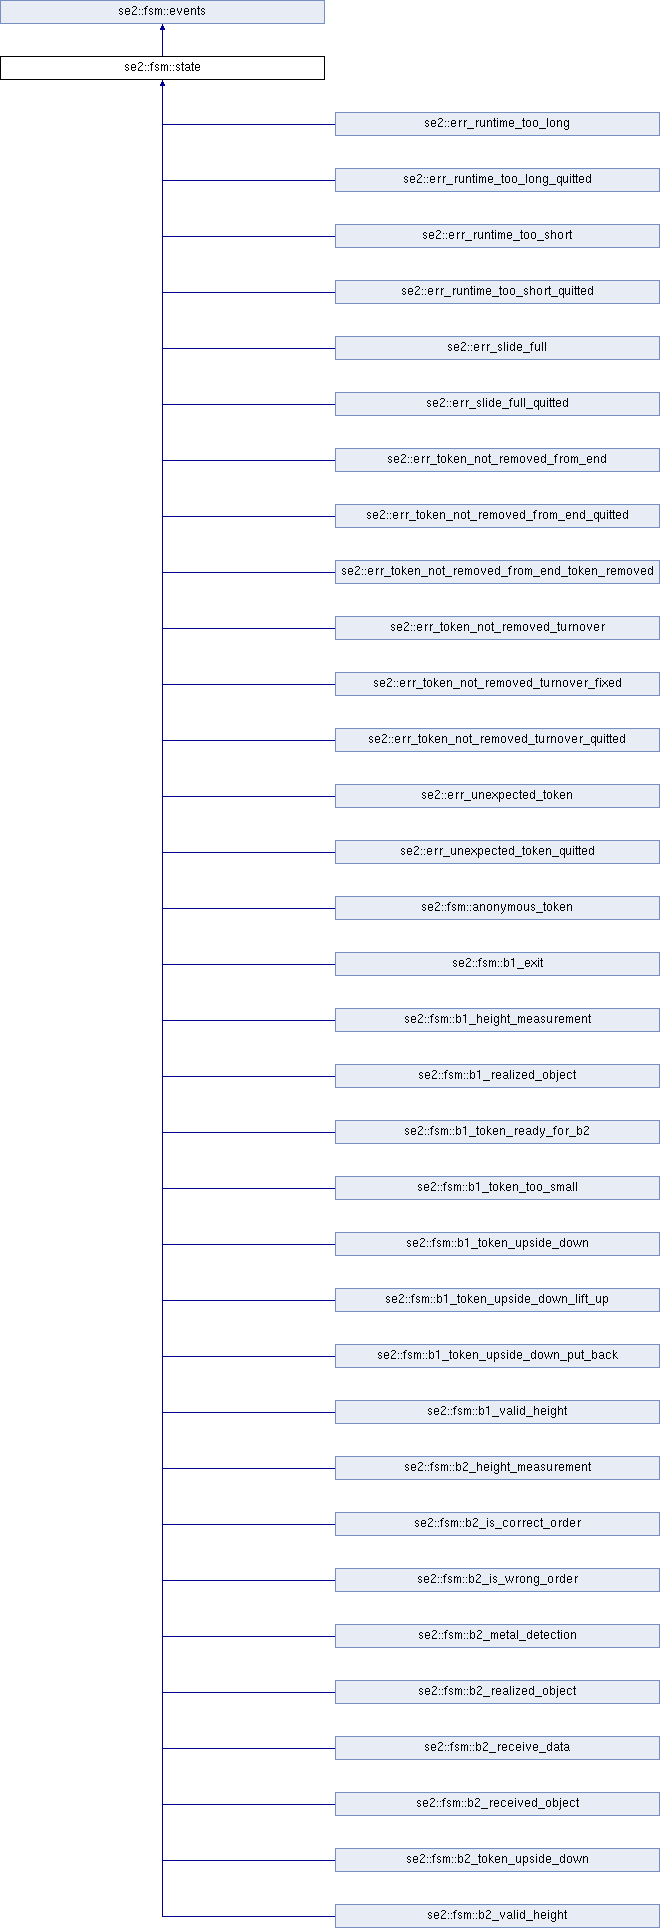 se2::fsm::events
se2::fsm::state
se2::err_runtime_too_long
se2::err_runtime_too_long_quitted
se2::err_runtime_too_short
se2::err_runtime_too_short_quitted
se2::err_slide_full
se2::err_slide_full_quitted
se2::err_token_not_removed_from_end
se2::err_token_not_removed_from_end_quitted
se2::err_token_not_removed_from_end_token_removed
se2::err_token_not_removed_turnover
se2::err_token_not_removed_turnover_fixed
se2::err_token_not_removed_turnover_quitted
se2::err_unexpected_token
se2::err_unexpected_token_quitted
se2::fsm::anonymous_token
se2::fsm::b1_exit
se2::fsm::b1_height_measurement
se2::fsm::b1_realized_object
se2::fsm::b1_token_ready_for_b2
se2::fsm::b1_token_too_small
se2::fsm::b1_token_upside_down
se2::fsm::b1_token_upside_down_lift_up
se2::fsm::b1_token_upside_down_put_back
se2::fsm::b1_valid_height
se2::fsm::b2_height_measurement
se2::fsm::b2_is_correct_order
se2::fsm::b2_is_wrong_order
se2::fsm::b2_metal_detection
se2::fsm::b2_realized_object
se2::fsm::b2_receive_data
se2::fsm::b2_received_object
se2::fsm::b2_token_upside_down
se2::fsm::b2_valid_height